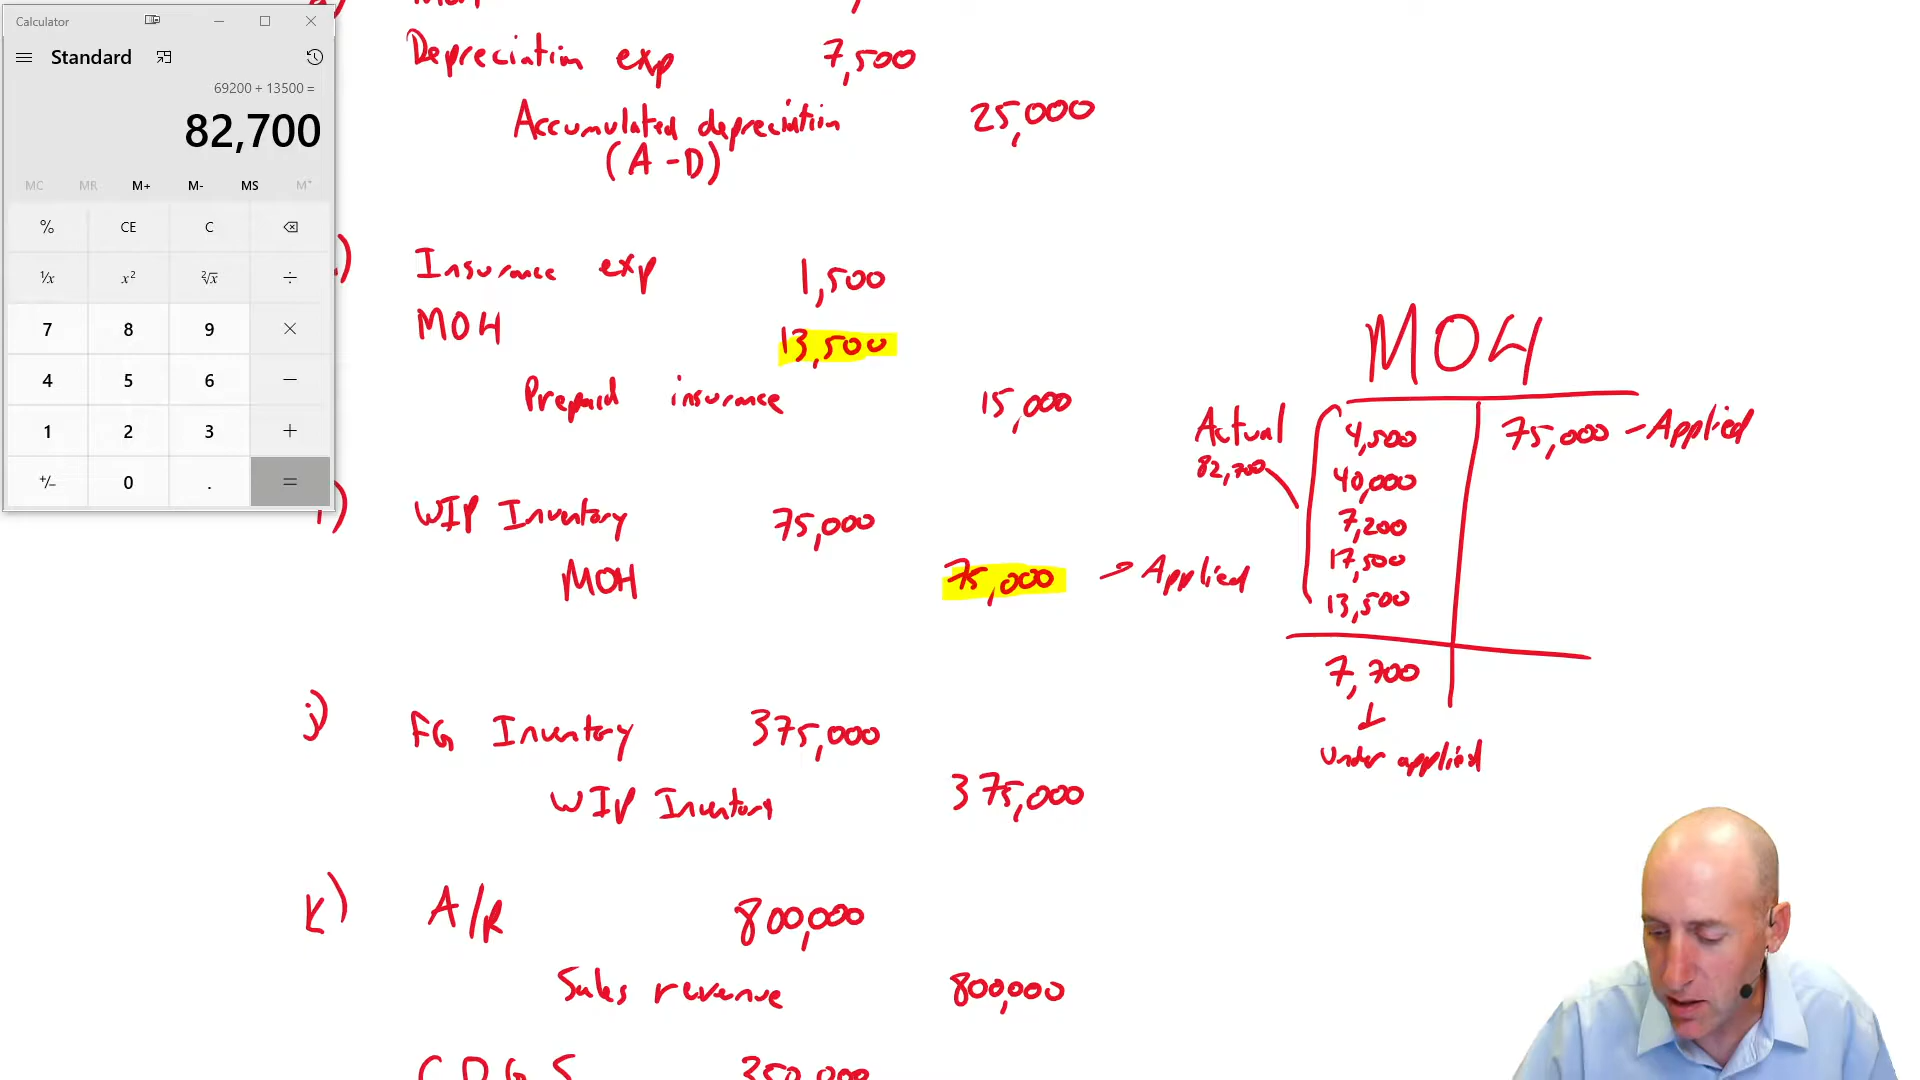 Calculator
Standard
69200 + 13500 =
82,700
MC MR M+ M- MS M˅
% CE C ⌫
¹/x x² ²√x ÷
7 8 9 ×
4 5 6 −
1 2 3 +
+/− 0 . =
Depreciation exp 7,500
Accumulated depreciation 25,000
(A-D)
Insurance exp 1,500
MOH 13,500
Prepaid insurance 15,000
WIP Inventory 75,000
MOH 75,000 → Applied
j) FG Inventory 375,000
WIP Inventory 375,000
k) A/R 800,000
Sales revenue 800,000
COGS 350,000
MOH
Actual 4,500 75,000 - Applied
82,700 40,000
7,200
17,500
13,500
7,700
under applied